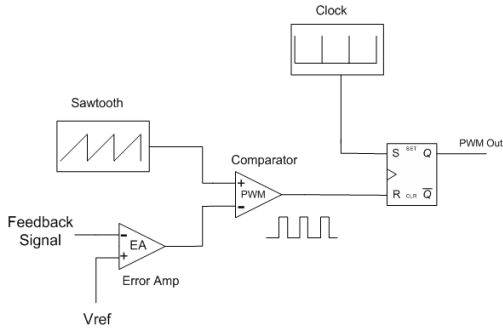 Clock
Sawtooth
PWM Out
S SET Q
R CLR Q
Comparator
+
PWM
-
Feedback
Signal
-
EA
+
Error Amp
Vref